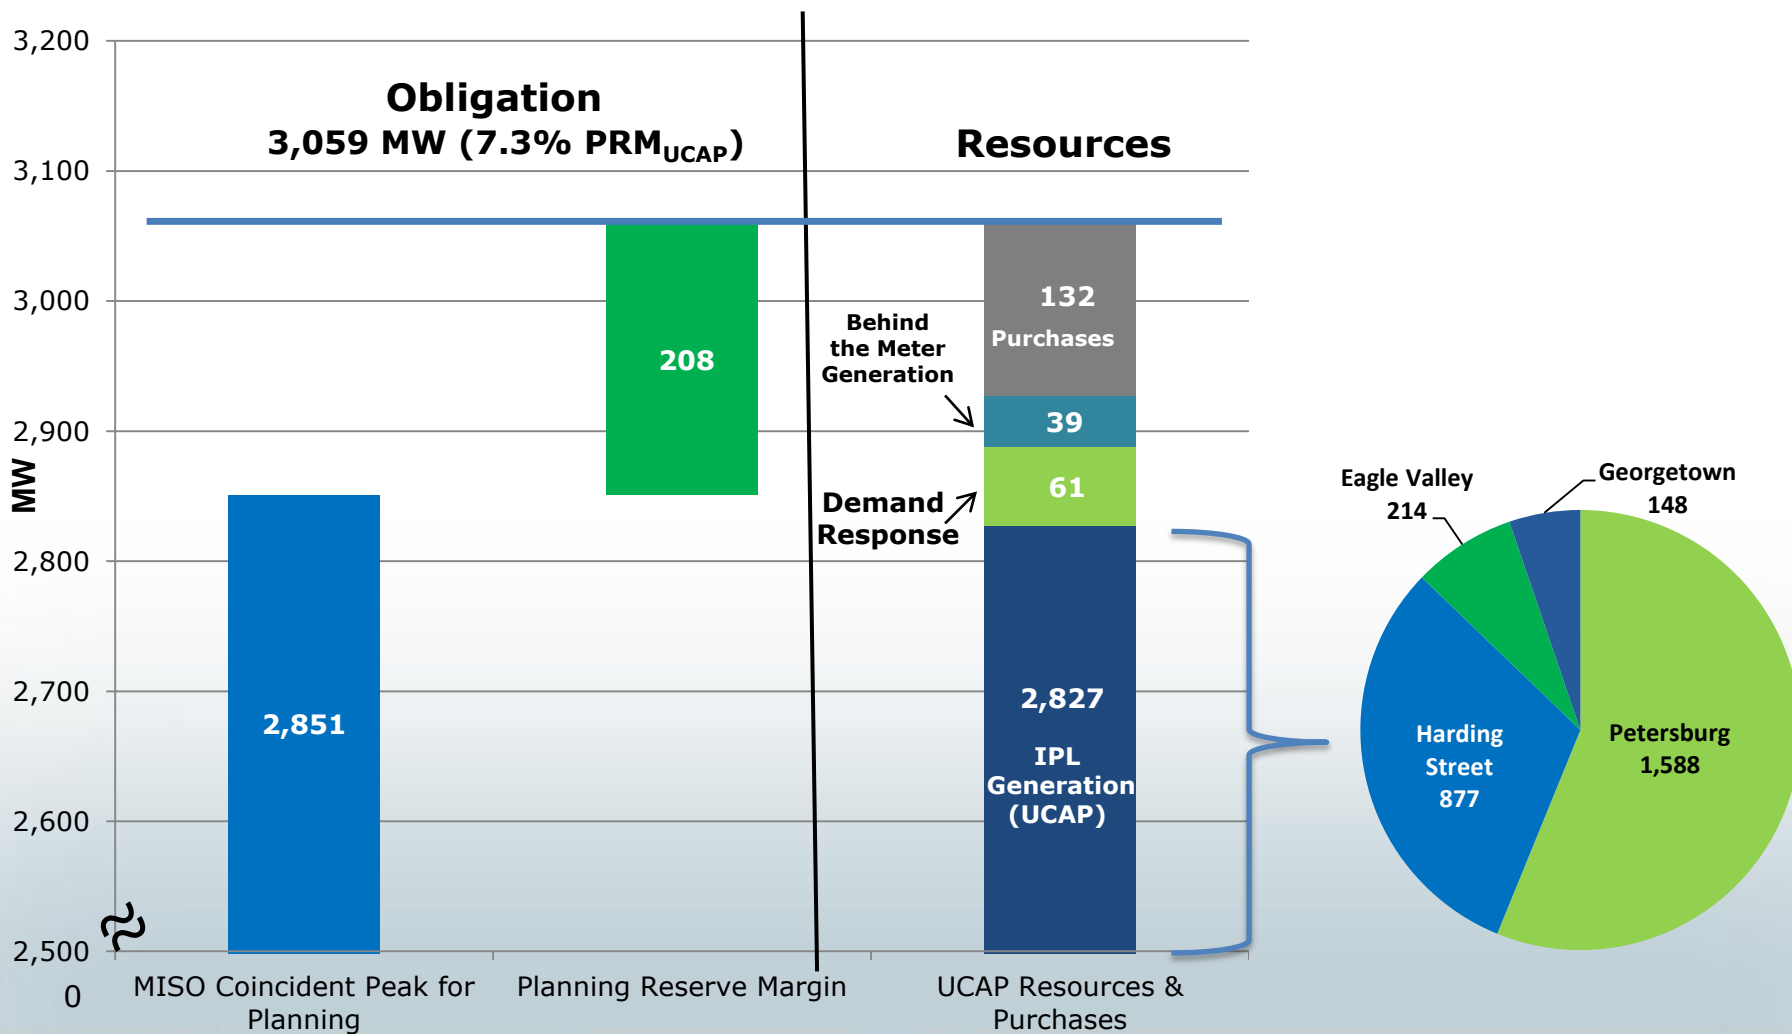 3,200
3,100
3,000
2,900
2,800
2,700
2,600
2,500
0
MW
Obligation
3,059 MW (7.3% PRM_UCAP)
Resources
2,851
208
132
Purchases
39
61
2,827
IPL
Generation
(UCAP)
Behind
the Meter
Generation
Demand
Response
MISO Coincident Peak for
Planning
Planning Reserve Margin
UCAP Resources &
Purchases
Eagle Valley
214
Georgetown
148
Harding
Street
877
Petersburg
1,588